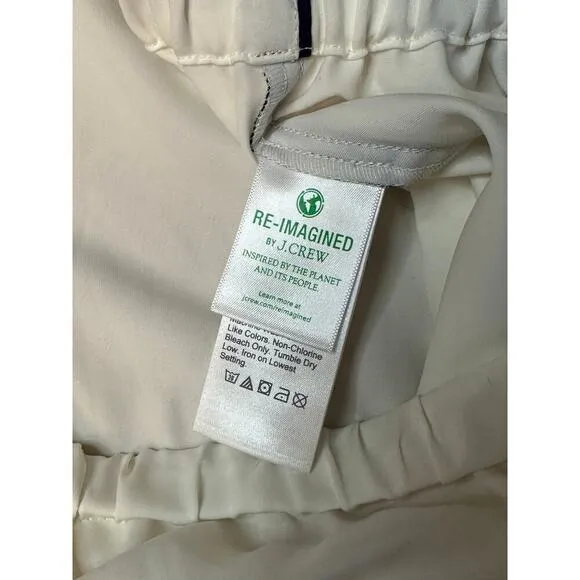 RE-IMAGINED
BY J.CREW
INSPIRED BY THE PLANET
AND ITS PEOPLE.
Learn more at
jcrew.com/reimagined
Like Colors. Non-Chlorine
Bleach Only. Tumble Dry
Low. Iron on Lowest
Setting.